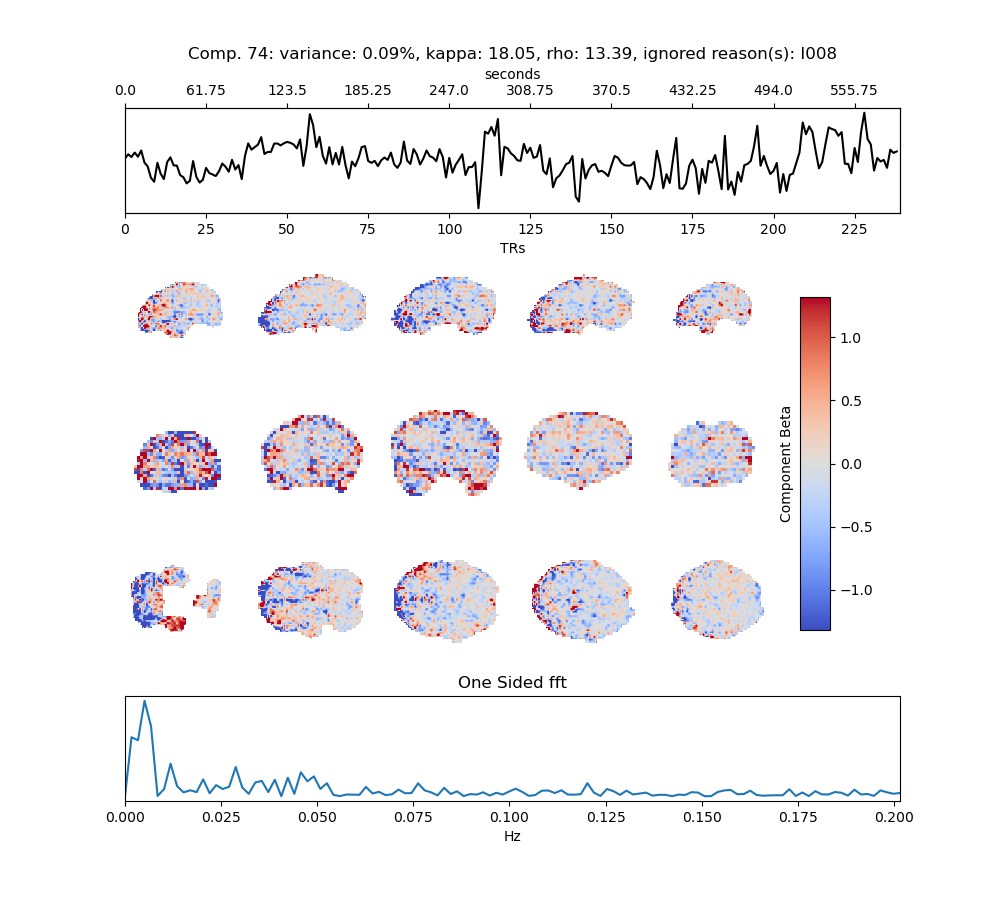 Comp. 74: variance: 0.09%, kappa: 18.05, rho: 13.39, ignored reason(s): I008
seconds
0.0 61.75 123.5 185.25 247.0 308.75 370.5 432.25 494.0 555.75
0 25 50 75 100 125 150 175 200 225
TRs
1.0
0.5
0.0
−0.5
−1.0
Component Beta
One Sided fft
0.000 0.025 0.050 0.075 0.100 0.125 0.150 0.175 0.200
Hz